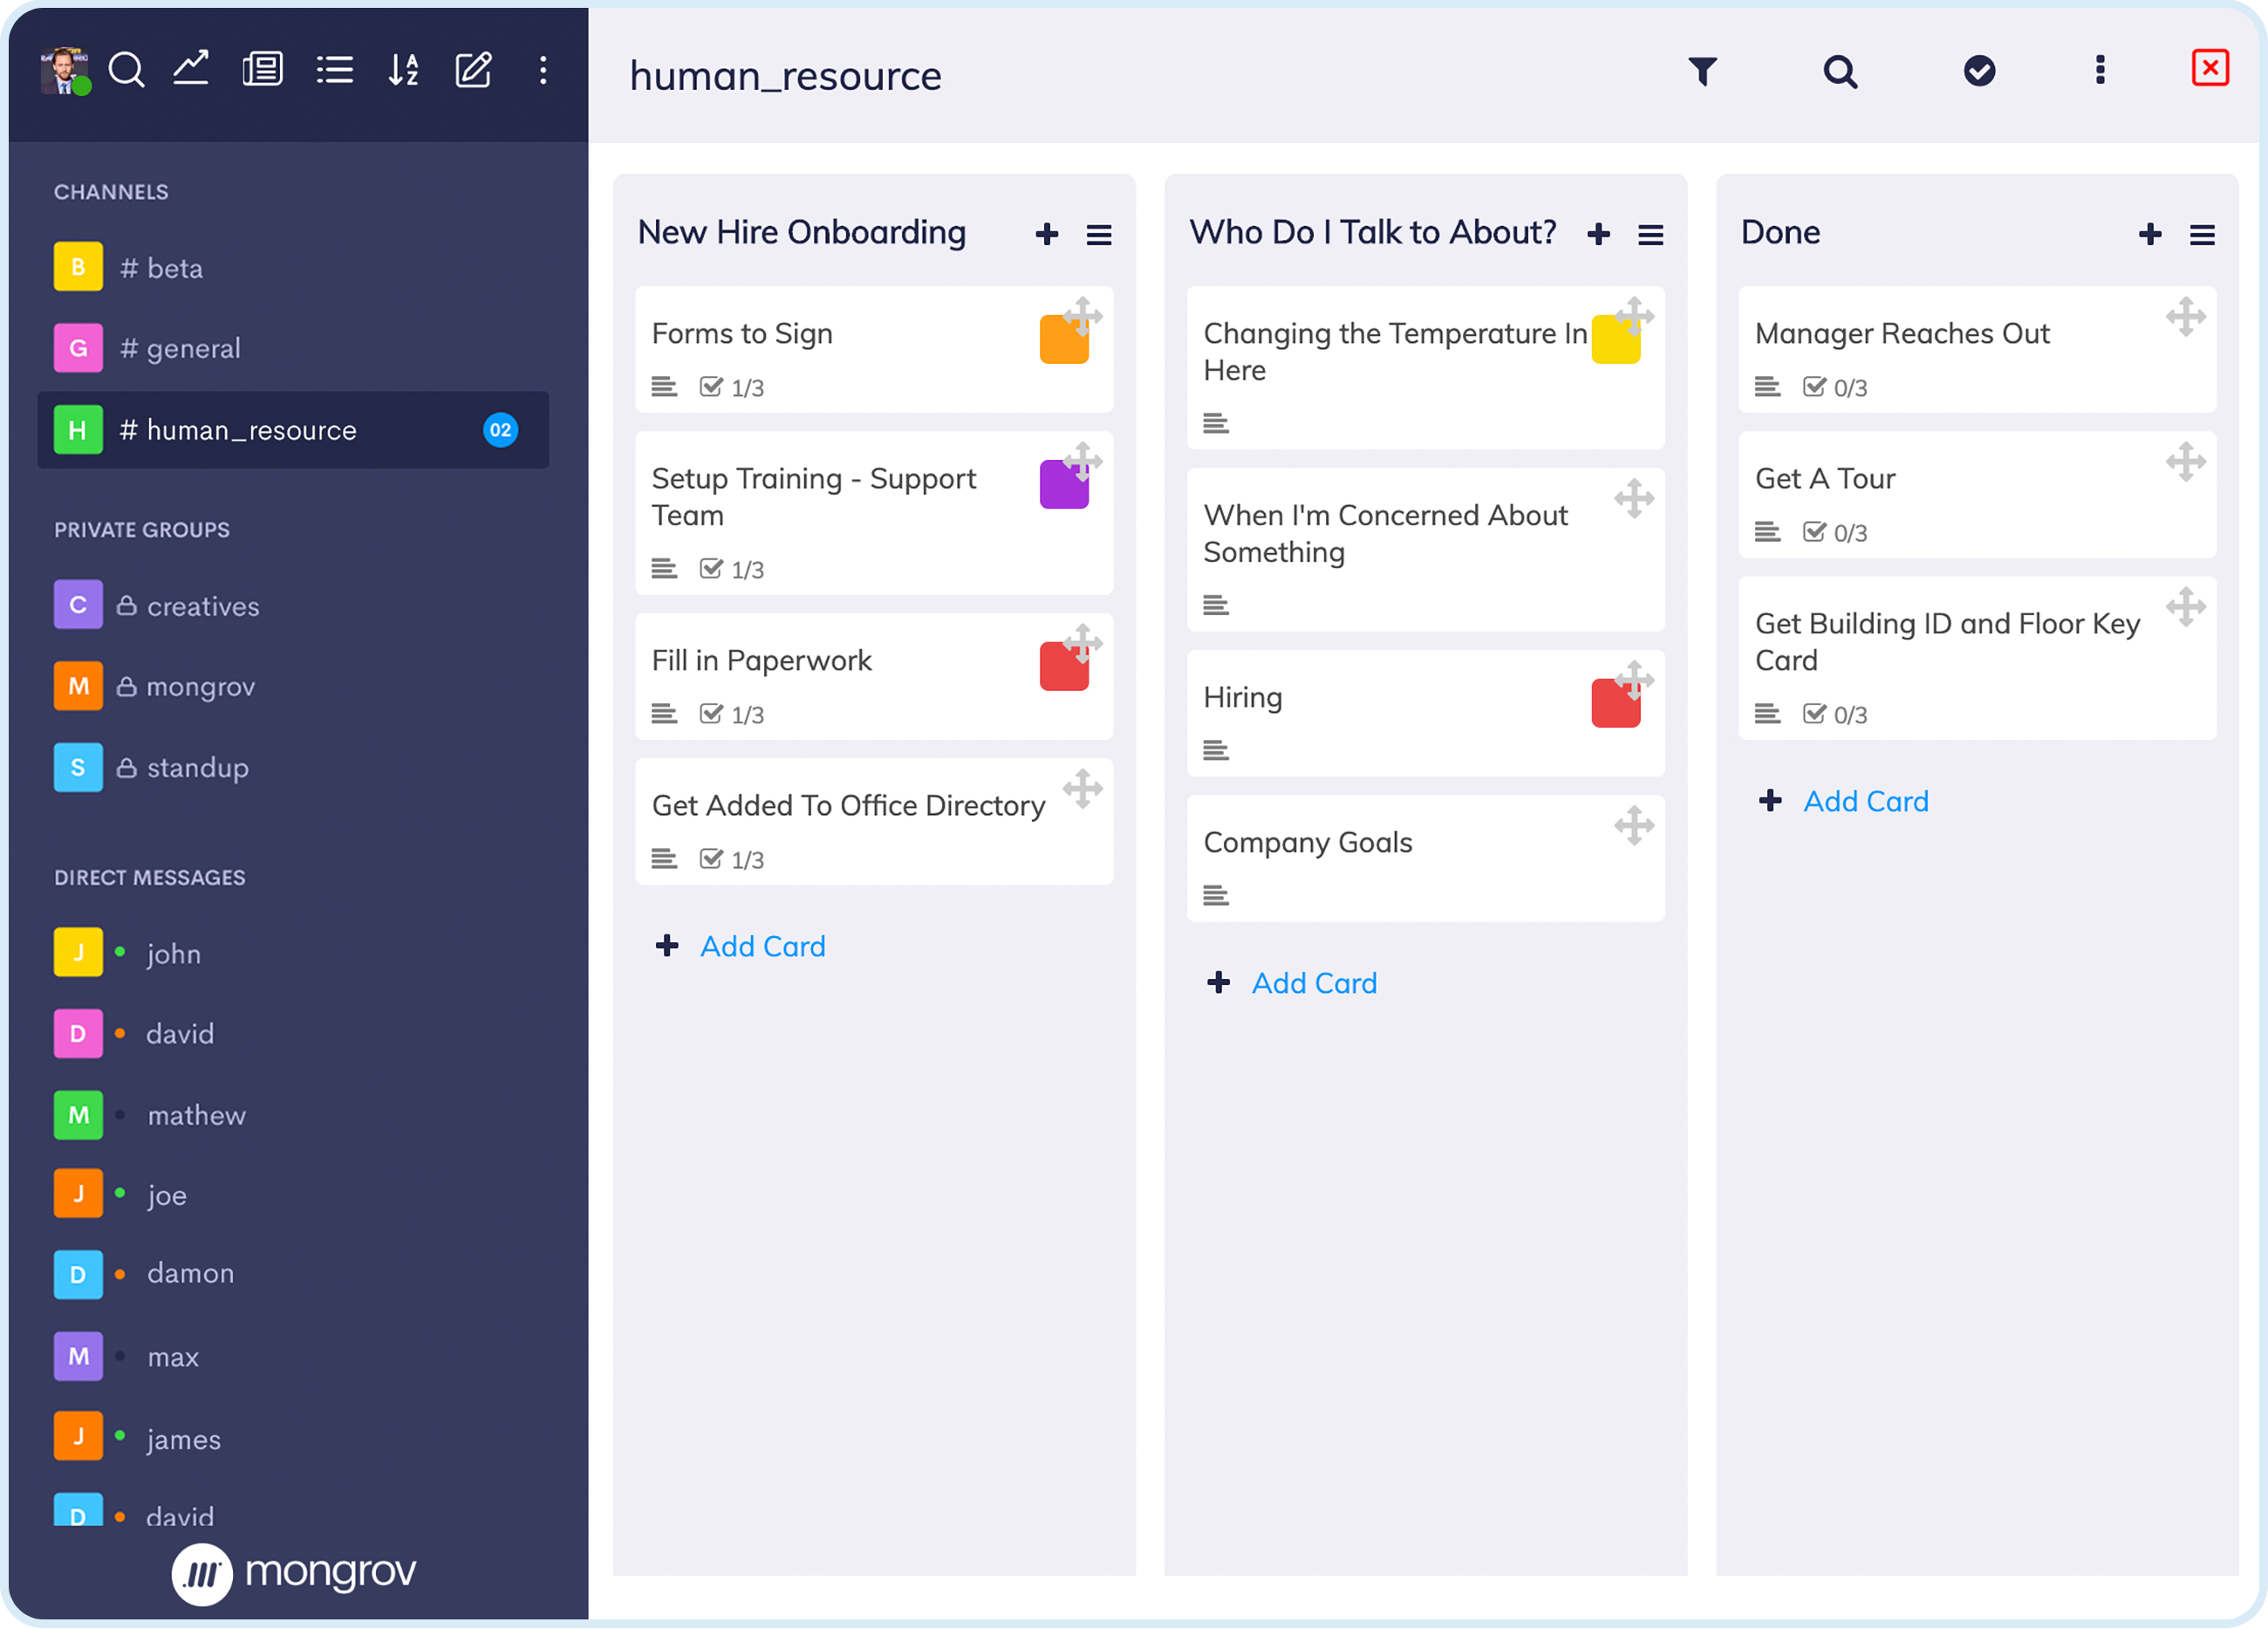 human_resource
CHANNELS
B # beta
G # general
H # human_resource 02
PRIVATE GROUPS
C creatives
M mongrov
S standup
DIRECT MESSAGES
J john
D david
M mathew
J joe
D damon
M max
J james
D david
mongrov
New Hire Onboarding
Forms to Sign
1/3
Setup Training - Support
Team
1/3
Fill in Paperwork
1/3
Get Added To Office Directory
1/3
Add Card
Who Do I Talk to About?
Changing the Temperature In
Here
When I'm Concerned About
Something
Hiring
Company Goals
Add Card
Done
Manager Reaches Out
0/3
Get A Tour
0/3
Get Building ID and Floor Key
Card
0/3
Add Card